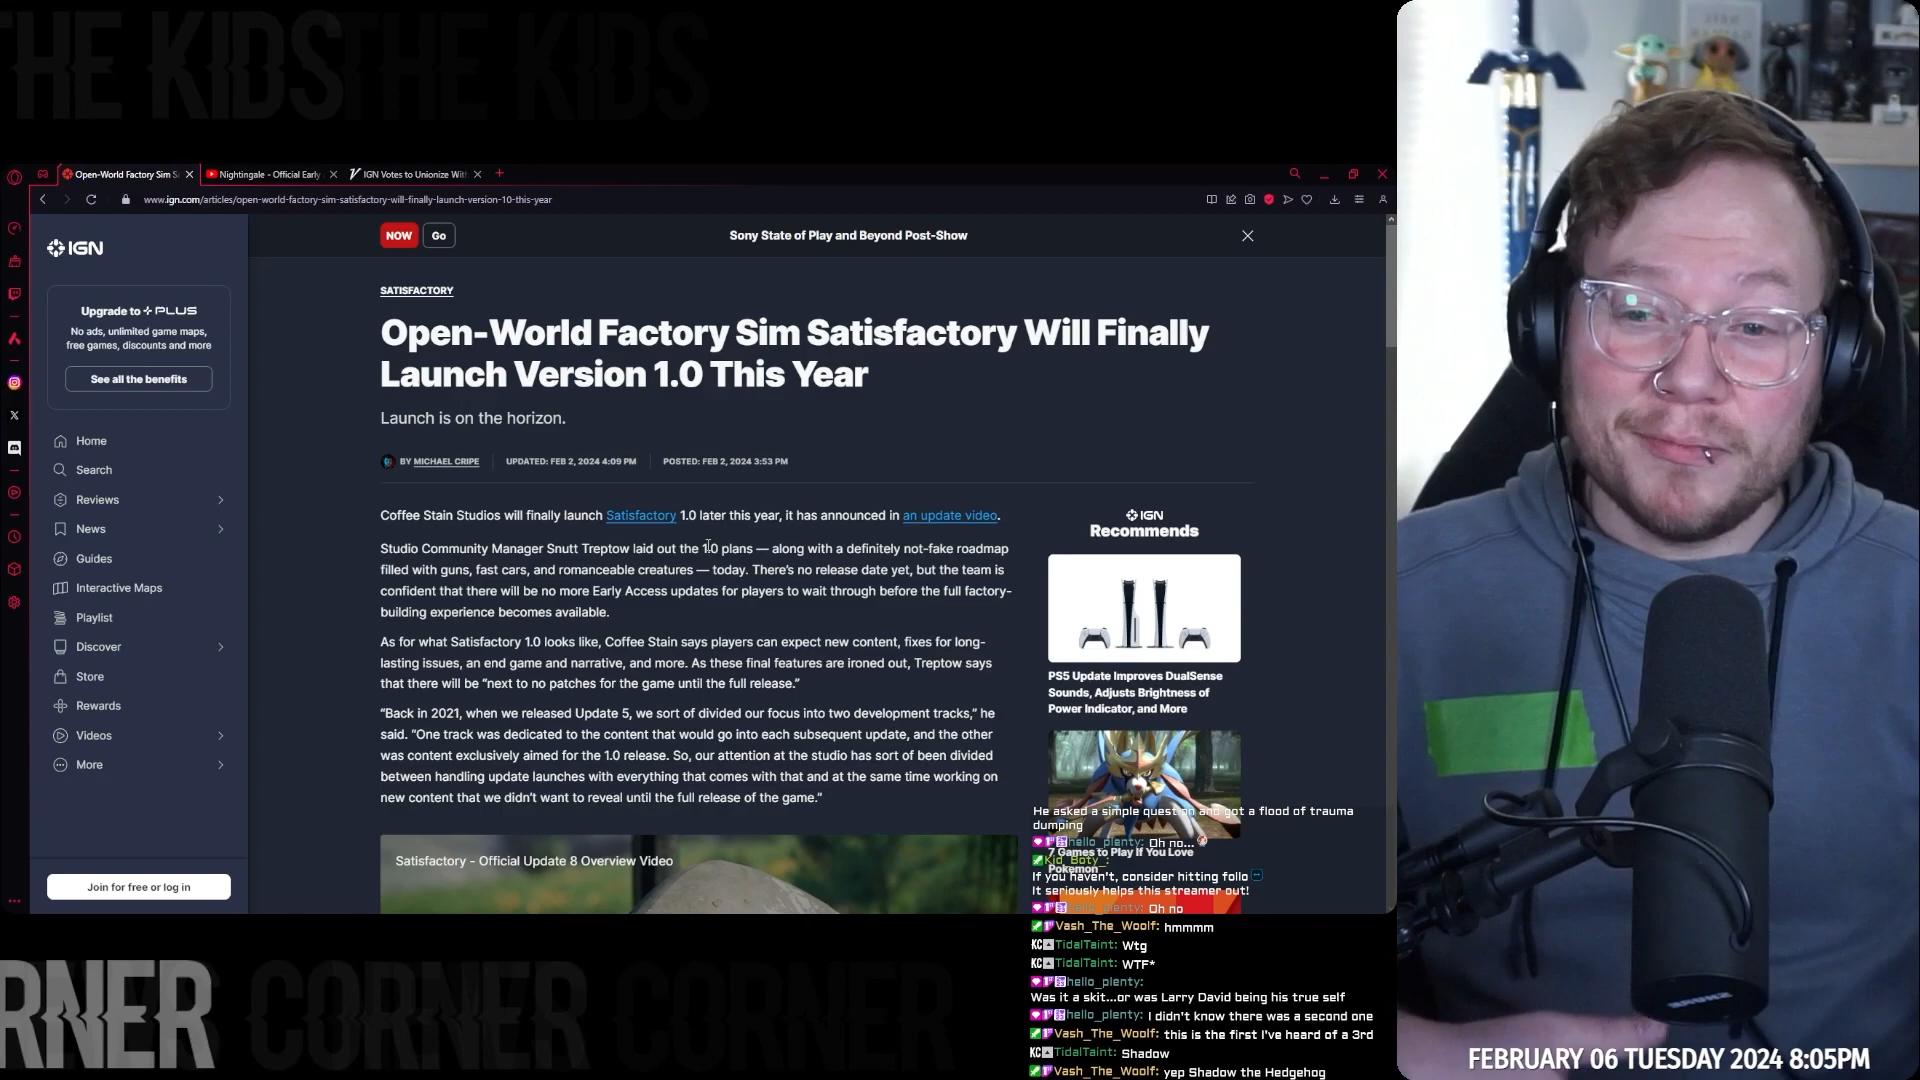 THE KIDS THE KIDS
Open-World Factory Sim S
Nightingale - Official Early
IGN Votes to Unionize Wit
www.ign.com/articles/open-world-factory-sim-satisfactory-will-finally-launch-version-10-this-year
IGN
NOW
Go
Sony State of Play and Beyond Post-Show
Upgrade to PLUS
No ads, unlimited game maps,
free games, discounts and more
See all the benefits
Home
Search
Reviews
News
Guides
Interactive Maps
Playlist
Discover
Store
Rewards
Videos
More
Join for free or log in
SATISFACTORY
Open-World Factory Sim Satisfactory Will Finally
Launch Version 1.0 This Year
Launch is on the horizon.
BY MICHAEL CRIPE
UPDATED: FEB 2, 2024 4:09 PM
POSTED: FEB 2, 2024 3:53 PM
Coffee Stain Studios will finally launch Satisfactory 1.0 later this year, it has announced in an update video.
Studio Community Manager Snutt Treptow laid out the 1.0 plans — along with a definitely not-fake roadmap
filled with guns, fast cars, and romanceable creatures — today. There's no release date yet, but the team is
confident that there will be no more Early Access updates for players to wait through before the full factory-
building experience becomes available.
As for what Satisfactory 1.0 looks like, Coffee Stain says players can expect new content, fixes for long-
lasting issues, an end game and narrative, and more. As these final features are ironed out, Treptow says
that there will be “next to no patches for the game until the full release.”
“Back in 2021, when we released Update 5, we sort of divided our focus into two development tracks,” he
said. “One track was dedicated to the content that would go into each subsequent update, and the other
was content exclusively aimed for the 1.0 release. So, our attention at the studio has sort of been divided
between handling update launches with everything that comes with that and at the same time working on
new content that we didn’t want to reveal until the full release of the game.”
Satisfactory - Official Update 8 Overview Video
IGN
Recommends
PS5 Update Improves DualSense
Sounds, Adjusts Brightness of
Power Indicator, and More
7 Games to Play If You Love
Pokemon
He asked a simple question and got a flood of trauma
dumping
hello_plenty: Oh no...
Kid_Boty_:
If you haven't, consider hitting follo
It seriously helps this streamer out!
hello_plenty: Oh no
Vash_The_Woolf: hmmmm
KC TidalTaint: Wtg
KC TidalTaint: WTF*
hello_plenty:
Was it a skit...or was Larry David being his true self
hello_plenty: I didn't know there was a second one
Vash_The_Woolf: this is the first I've heard of a 3rd
KC TidalTaint: Shadow
Vash_The_Woolf: yep Shadow the Hedgehog
RNER CORNER CORNER
FEBRUARY 06 TUESDAY 2024 8:05PM